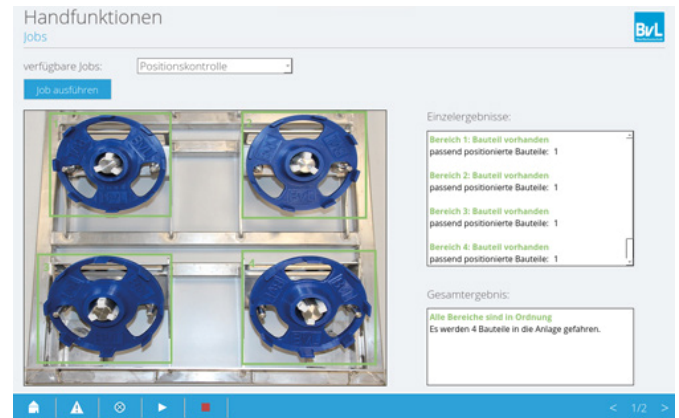 Handfunktionen
Jobs
BvL
verfügbare Jobs:
Positionskontrolle
Job ausführen
Einzelergebnisse:
Bereich 1: Bauteil vorhanden
passend positionierte Bauteile: 1
Bereich 2: Bauteil vorhanden
passend positionierte Bauteile: 1
Bereich 3: Bauteil vorhanden
passend positionierte Bauteile: 1
Bereich 4: Bauteil vorhanden
passend positionierte Bauteile: 1
4
Gesamtergebnis:
Alle Bereiche sind in Ordnung
Es werden 4 Bauteile in die Anlage gefahren.
< 1/2 >